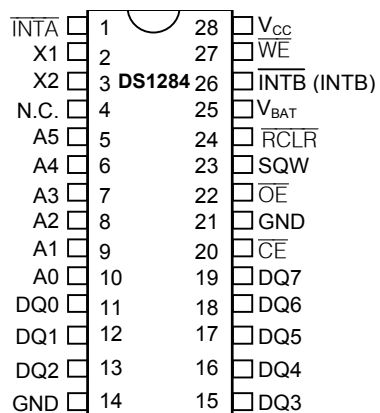 INTA 1 28 VCC
X1 2 27 WE
X2 3 DS1284 26 INTB (INTB)
N.C. 4 25 VBAT
A5 5 24 RCLR
A4 6 23 SQW
A3 7 22 OE
A2 8 21 GND
A1 9 20 CE
A0 10 19 DQ7
DQ0 11 18 DQ6
DQ1 12 17 DQ5
DQ2 13 16 DQ4
GND 14 15 DQ3